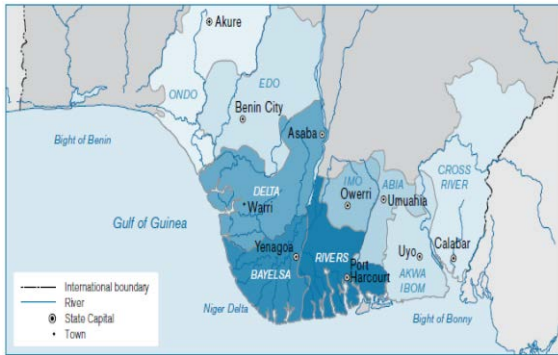 Akure
ONDO
EDO
Benin City
Asaba
Bight of Benin
DELTA
Warri
IMO
Owerri
ABIA
Umuahia
CROSS
RIVER
Gulf of Guinea
Yenagoa
BAYELSA
RIVERS
Port
Harcourt
Uyo
Calabar
AKWA
IBOM
Niger Delta
Bight of Bonny
International boundary
River
State Capital
Town